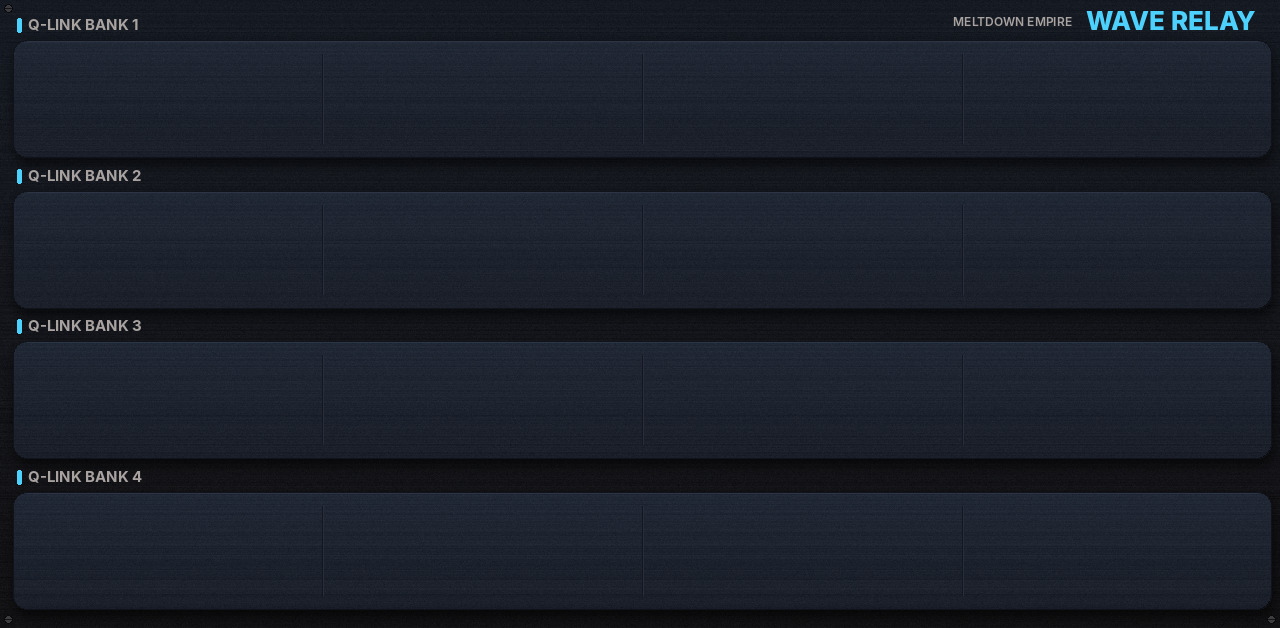 Q-LINK BANK 1
MELTDOWN EMPIRE WAVE RELAY
Q-LINK BANK 2
Q-LINK BANK 3
Q-LINK BANK 4